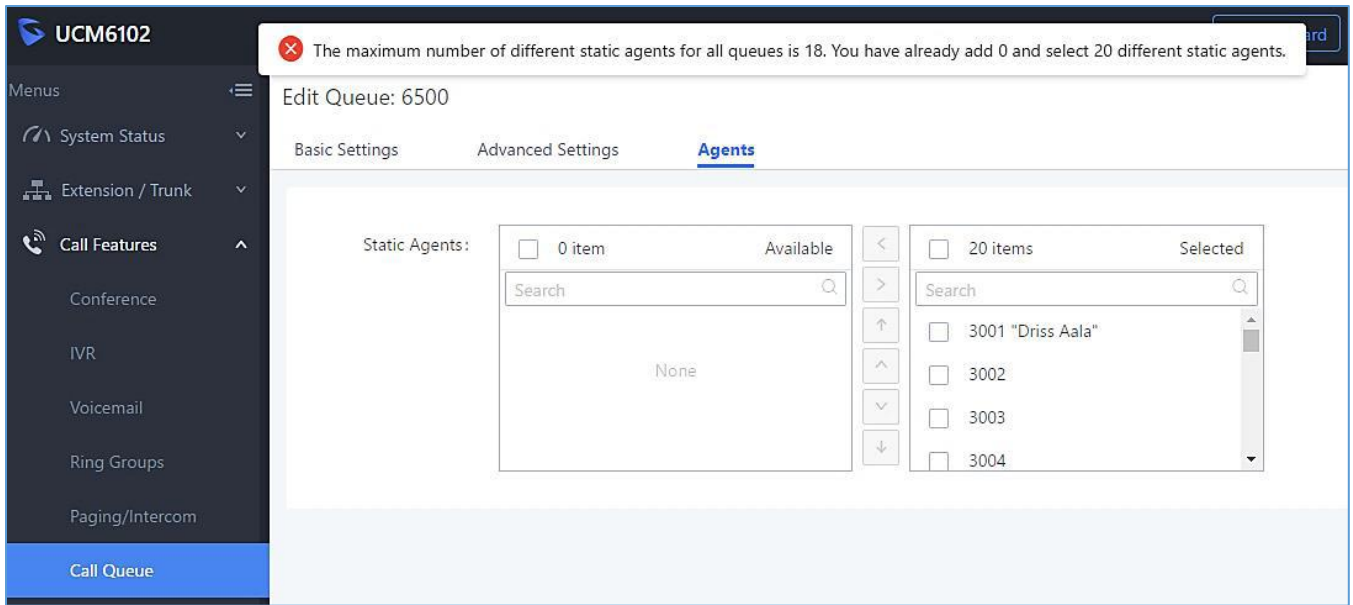 UCM6102
The maximum number of different static agents for all queues is 18. You have already add 0 and select 20 different static agents.
Menus
Edit Queue: 6500
System Status
Basic Settings
Advanced Settings
Agents
Extension / Trunk
Call Features
Static Agents:
0 item
Available
20 items
Selected
Search
Search
3001 "Driss Aala"
None
3002
3003
3004
Conference
IVR
Voicemail
Ring Groups
Paging/Intercom
Call Queue